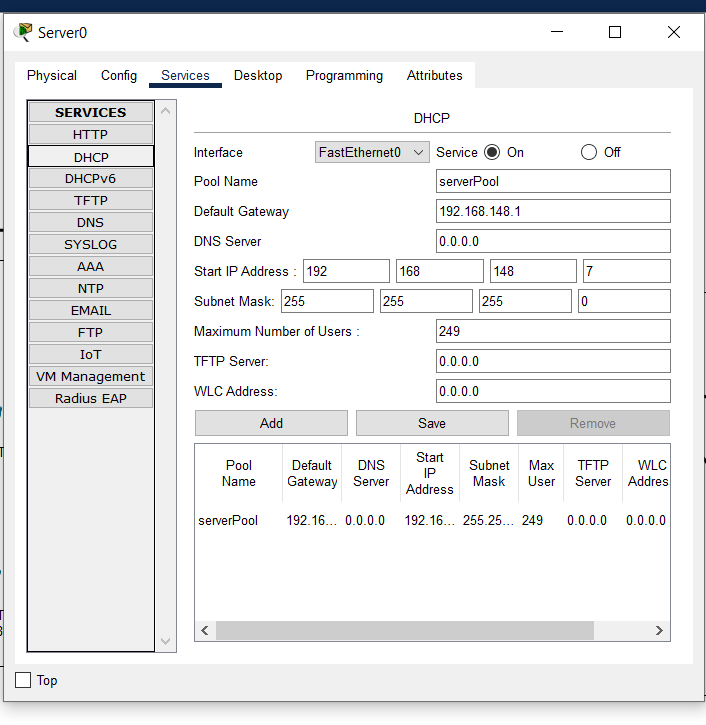 Server0
Physical Config Services Desktop Programming Attributes
SERVICES
HTTP
DHCP
DHCPv6
TFTP
DNS
SYSLOG
AAA
NTP
EMAIL
FTP
IoT
VM Management
Radius EAP
DHCP
Interface FastEthernet0 Service On Off
Pool Name serverPool
Default Gateway 192.168.148.1
DNS Server 0.0.0.0
Start IP Address : 192 168 148 7
Subnet Mask: 255 255 255 0
Maximum Number of Users : 249
TFTP Server: 0.0.0.0
WLC Address: 0.0.0.0
Add Save Remove
Pool Name Default Gateway DNS Server Start IP Address Subnet Mask Max User TFTP Server WLC Addres
serverPool 192.16... 0.0.0.0 192.16... 255.25... 249 0.0.0.0 0.0.0.0
Top